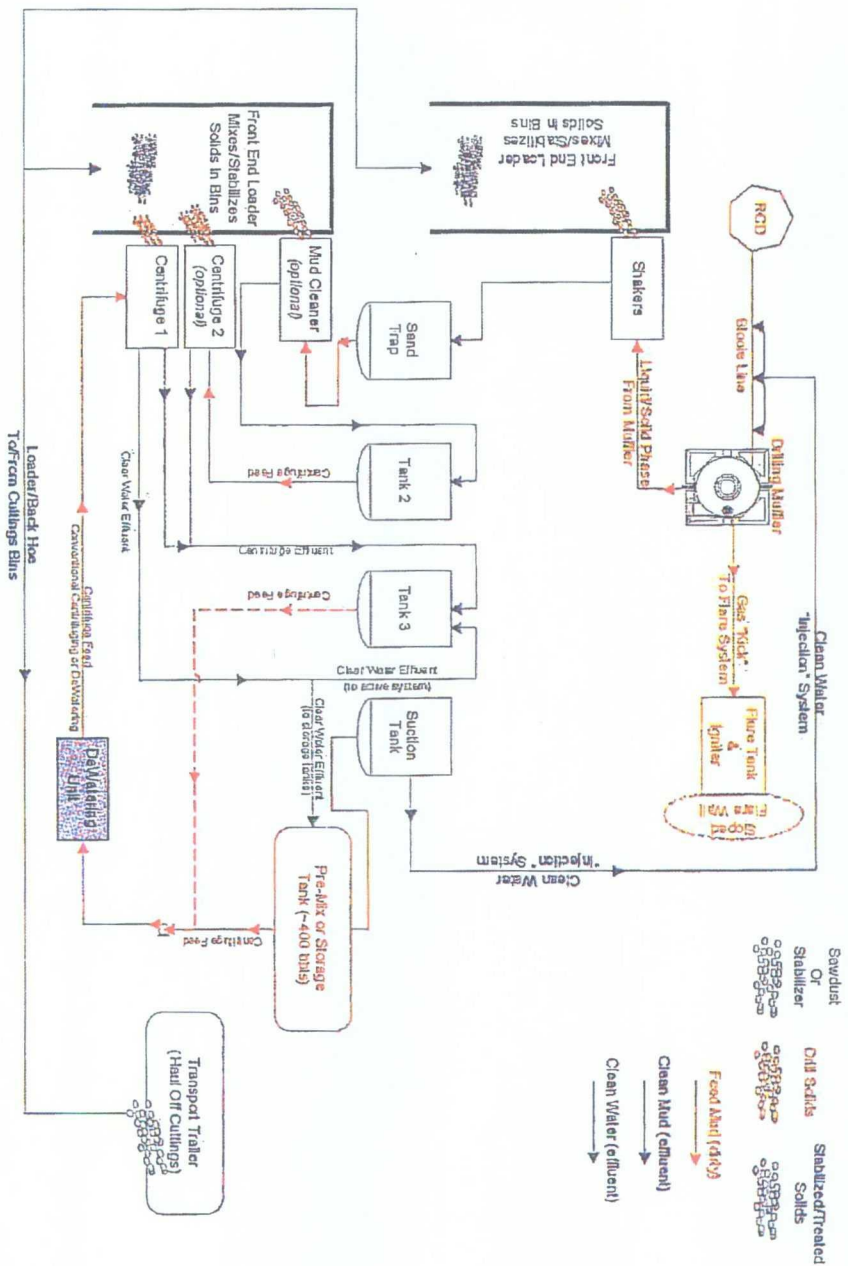 RCD
Blooie Line
Drilling Muffler
Clean Water
"Injection" System
Gas "Kick"
To Flare System
Flare Tank
&
Igniter
Sloped
Flare Wall
Liquid/Solid Phase
From Muffler
Shakers
Front End Loader
Mixes/Stabilizes
Solids In Bins
Front End Loader
Mixes/Stabilizes
Solids In Bins
Mud Cleaner
(optional)
Centrifuge 2
(optional)
Centrifuge 1
Sand
Trap
Tank 2
Tank 3
Suction
Tank
Centrifuge Feed
Centrifuge Feed
Clear Water Effluent
Clear Water Effluent
Clear Water Effluent
(to storage tanks)
Clean Water
"Injection" System
Pre-Mix or Storage
Tank (~400 bbls)
Centrifuge Feed
DeWatering
Unit
Centrifuge Feed
Conventional Centrifuging or DeWatering
Loader/Back Hoe
To/From Cuttings Bins
Transport Trailer
(Haul Off Cuttings)
Sawdust
Or
Stabilizer
Drill Solids
Stabilized/Treated
Solids
Feed Mud (dirty)
Clean Mud (effluent)
Clean Water (effluent)